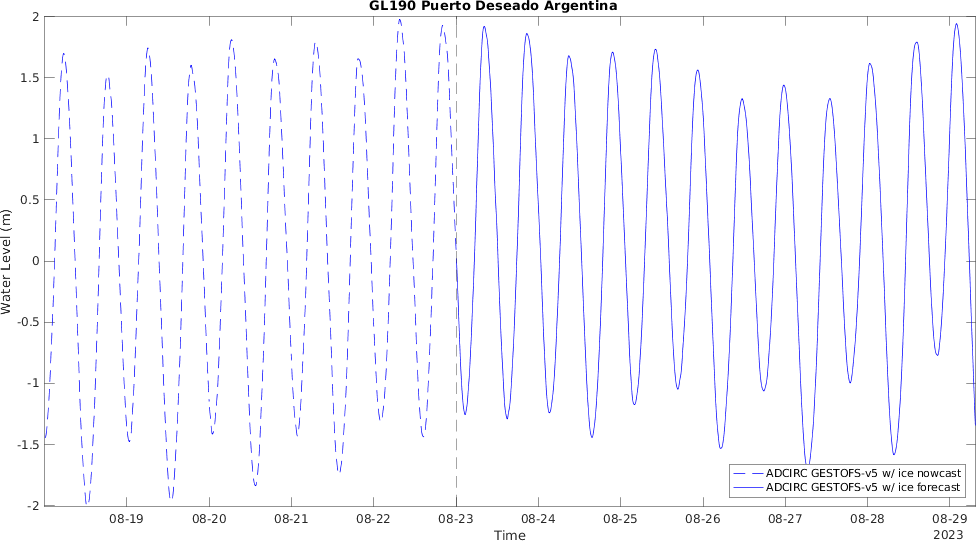 GL190 Puerto Deseado Argentina
2
1.5
1
0.5
0
-0.5
-1
-1.5
-2
Water Level (m)
ADCIRC GESTOFS-v5 w/ ice nowcast
ADCIRC GESTOFS-v5 w/ ice forecast
08-19 08-20 08-21 08-22 08-23 08-24 08-25 08-26 08-27 08-28 08-29
Time 2023